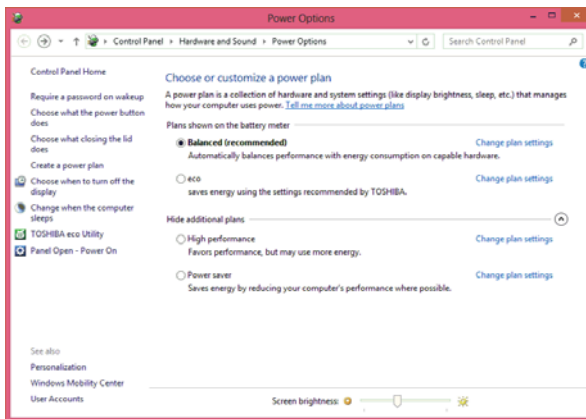 Power Options
Control Panel ▸ Hardware and Sound ▸ Power Options
Search Control Panel
Control Panel Home
Require a password on wakeup
Choose what the power button
does
Choose what closing the lid
does
Create a power plan
Choose when to turn off the
display
Change when the computer
sleeps
TOSHIBA eco Utility
Panel Open - Power On
See also
Personalization
Windows Mobility Center
User Accounts
Choose or customize a power plan
A power plan is a collection of hardware and system settings (like display brightness, sleep, etc.) that manages
how your computer uses power. Tell me more about power plans
Plans shown on the battery meter
Balanced (recommended) Change plan settings
Automatically balances performance with energy consumption on capable hardware.
eco Change plan settings
saves energy using the settings recommended by TOSHIBA.
Hide additional plans
High performance Change plan settings
Favors performance, but may use more energy.
Power saver Change plan settings
Saves energy by reducing your computer's performance where possible.
Screen brightness: